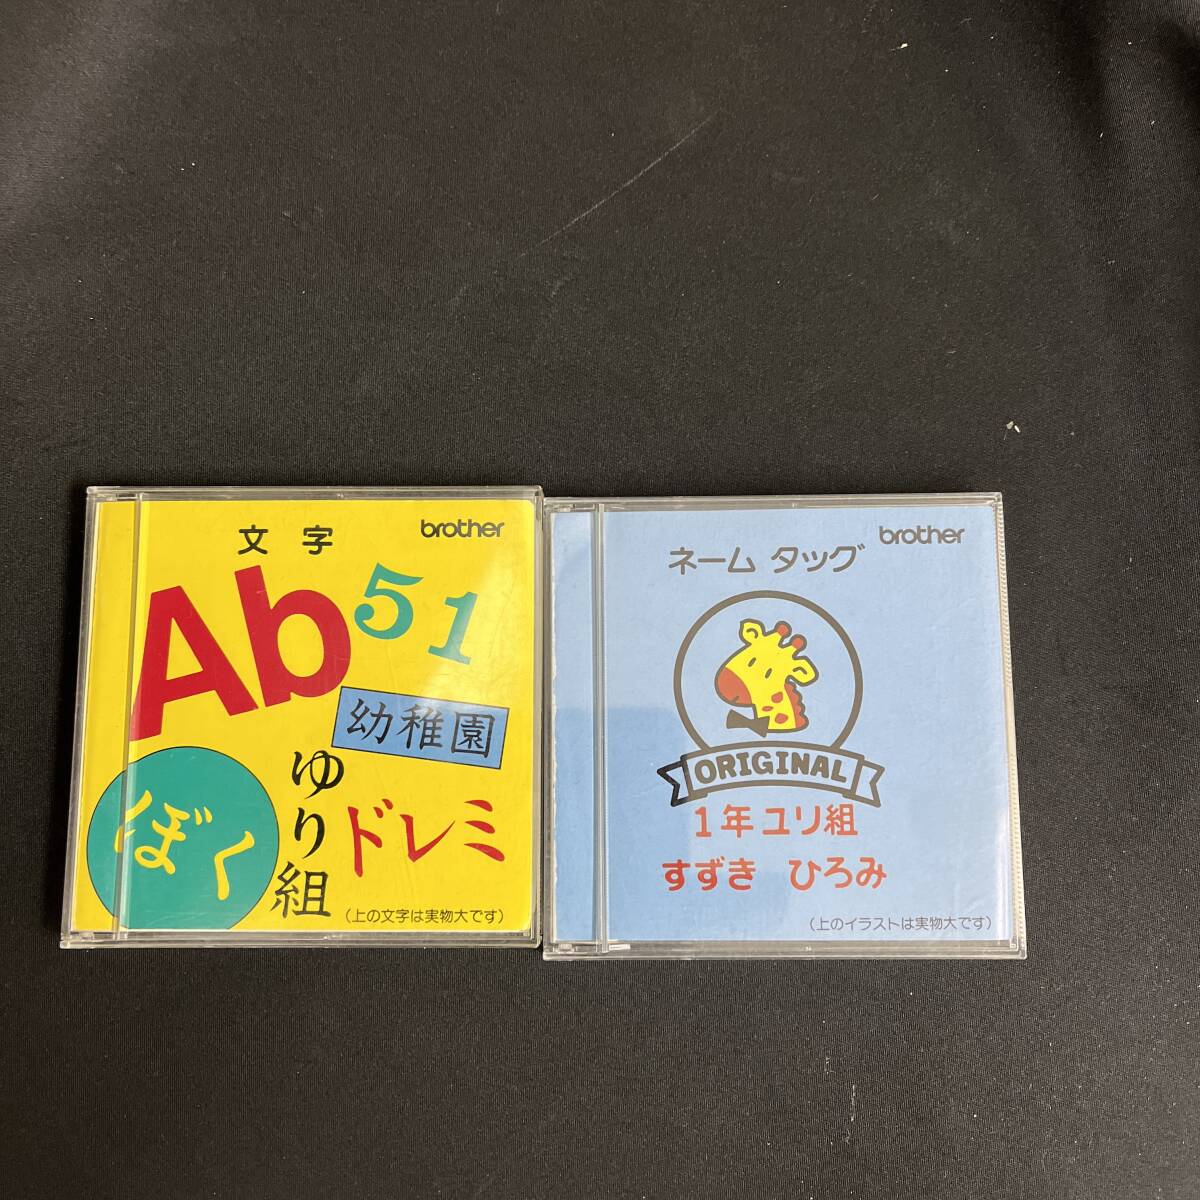 文字
brother
Ab
51
幼稚園
ぼく
ゆり組
ドレミ
(上の文字は実物大です)
brother
ネーム タッグ
ORIGINAL
1年ユリ組
すずき ひろみ
(上のイラストは実物大です)